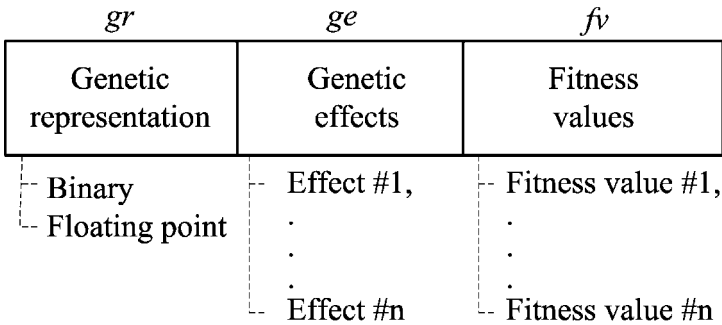 gr ge fv
Genetic representation Genetic effects Fitness values
Binary
Floating point
Effect #1,
.
.
.
Effect #n
Fitness value #1,
.
.
.
Fitness value #n